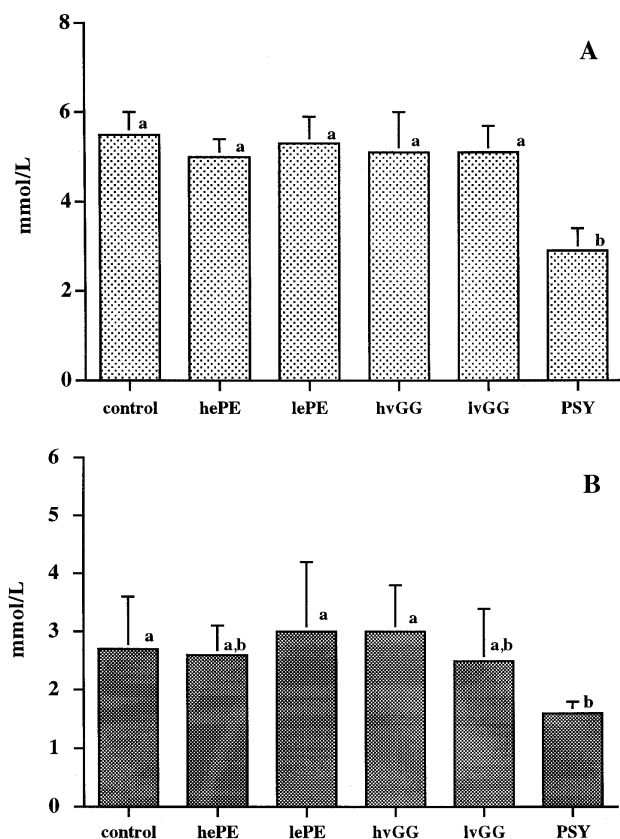 8
A
6
a a a a a
mmol/L
4
b
2
0
control hePE lePE hvGG lvGG PSY
6
B
5
4
a a
3
a a,b a,b
mmol/L
2
b
1
0
control hePE lePE hvGG lvGG PSY